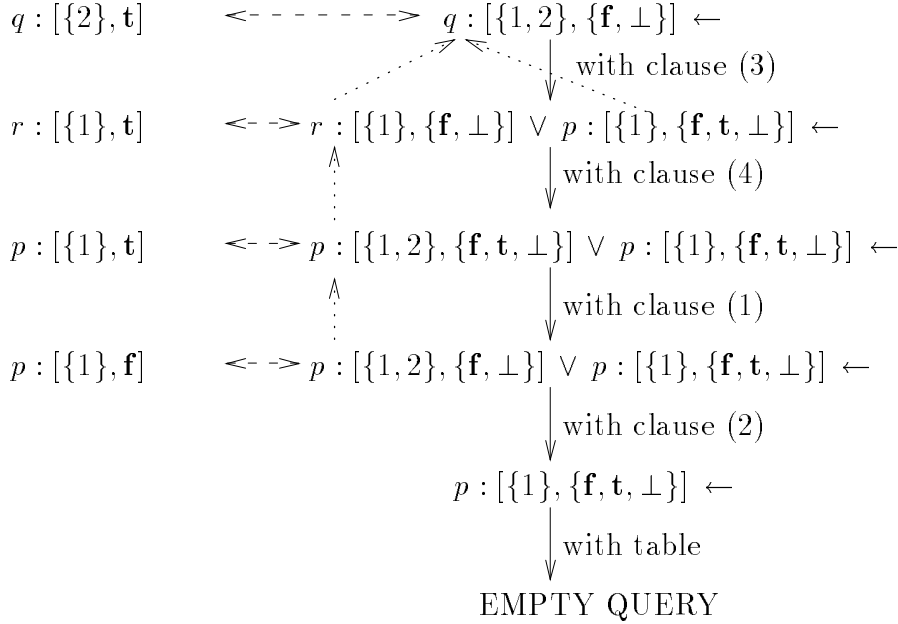 q : [{2}, t] q : [{1, 2}, {f, ⊥}] ←
with clause (3)
r : [{1}, t] r : [{1}, {f, ⊥}] ∨ p : [{1}, {f, t, ⊥}] ←
with clause (4)
p : [{1}, t] p : [{1, 2}, {f, t, ⊥}] ∨ p : [{1}, {f, t, ⊥}] ←
with clause (1)
p : [{1}, f] p : [{1, 2}, {f, ⊥}] ∨ p : [{1}, {f, t, ⊥}] ←
with clause (2)
p : [{1}, {f, t, ⊥}] ←
with table
EMPTY QUERY